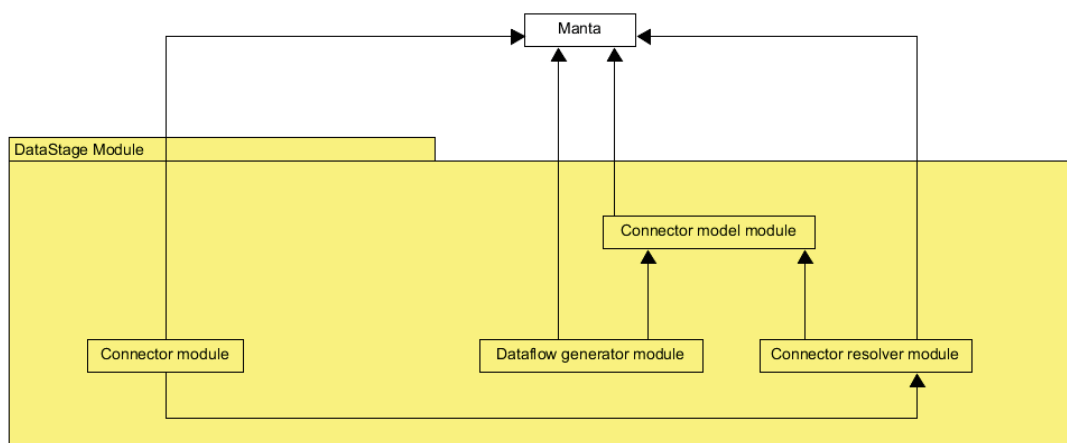 Manta
DataStage Module
Connector model module
Connector module
Dataflow generator module
Connector resolver module